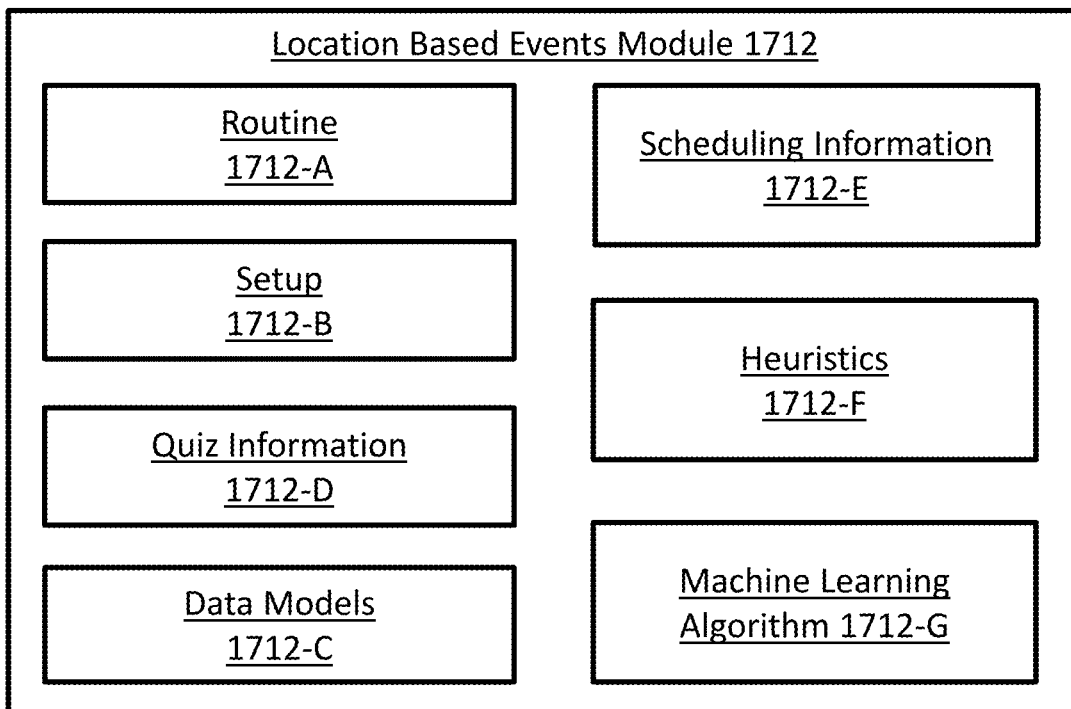 Location Based Events Module 1712
Routine
1712-A
Setup
1712-B
Quiz Information
1712-D
Data Models
1712-C
Scheduling Information
1712-E
Heuristics
1712-F
Machine Learning
Algorithm 1712-G